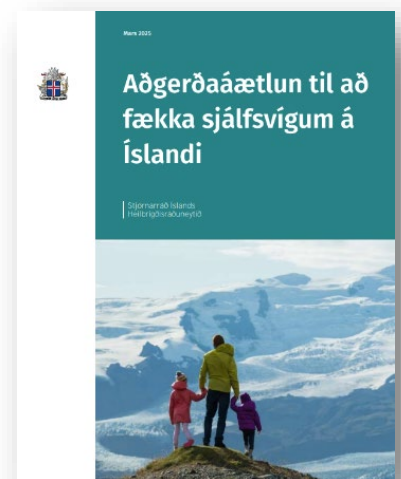 Mars 2025
Aðgerðaáætlun til að
fækka sjálfsvígum á
Íslandi
Stjórnarráð Íslands
Heilbrigðisráðuneytið